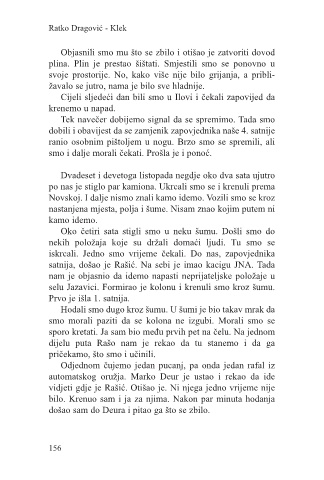 Ratko Dragović - Klek
Objasnili smo mu što se zbilo i otišao je zatvoriti dovod
plina. Plin je prestao šištati. Smjestili smo se ponovno u
svoje prostorije. No, kako više nije bilo grijanja, a pribli-
žavalo se jutro, nama je bilo sve hladnije.
Cijeli sljedeći dan bili smo u Ilovi i čekali zapovijed da
krenemo u napad.
Tek navečer dobijemo signal da se spremimo. Tada smo
dobili i obavijest da se zamjenik zapovjednika naše 4. satnije
ranio osobnim pištoljem u nogu. Brzo smo se spremili, ali
smo i dalje morali čekati. Prošla je i ponoć.
Dvadeset i devetoga listopada negdje oko dva sata ujutro
po nas je stiglo par kamiona. Ukrcali smo se i krenuli prema
Novskoj. I dalje nismo znali kamo idemo. Vozili smo se kroz
nastanjena mjesta, polja i šume. Nisam znao kojim putem ni
kamo idemo.
Oko četiri sata stigli smo u neku šumu. Došli smo do
nekih položaja koje su držali domaći ljudi. Tu smo se
iskrcali. Jedno smo vrijeme čekali. Do nas, zapovjednika
satnija, došao je Rašić. Na sebi je imao kacigu JNA. Tada
nam je objasnio da idemo napasti neprijateljske položaje u
selu Jazavici. Formirao je kolonu i krenuli smo kroz šumu.
Prvo je išla 1. satnija.
Hodali smo dugo kroz šumu. U šumi je bio takav mrak da
smo morali paziti da se kolona ne izgubi. Morali smo se
sporo kretati. Ja sam bio među prvih pet na čelu. Na jednom
dijelu puta Rašo nam je rekao da tu stanemo i da ga
pričekamo, što smo i učinili.
Odjednom čujemo jedan pucanj, pa onda jedan rafal iz
automatskog oružja. Marko Deur je ustao i rekao da ide
vidjeti gdje je Rašić. Otišao je. Ni njega jedno vrijeme nije
bilo. Krenuo sam i ja za njima. Nakon par minuta hodanja
došao sam do Deura i pitao ga što se zbilo.
156